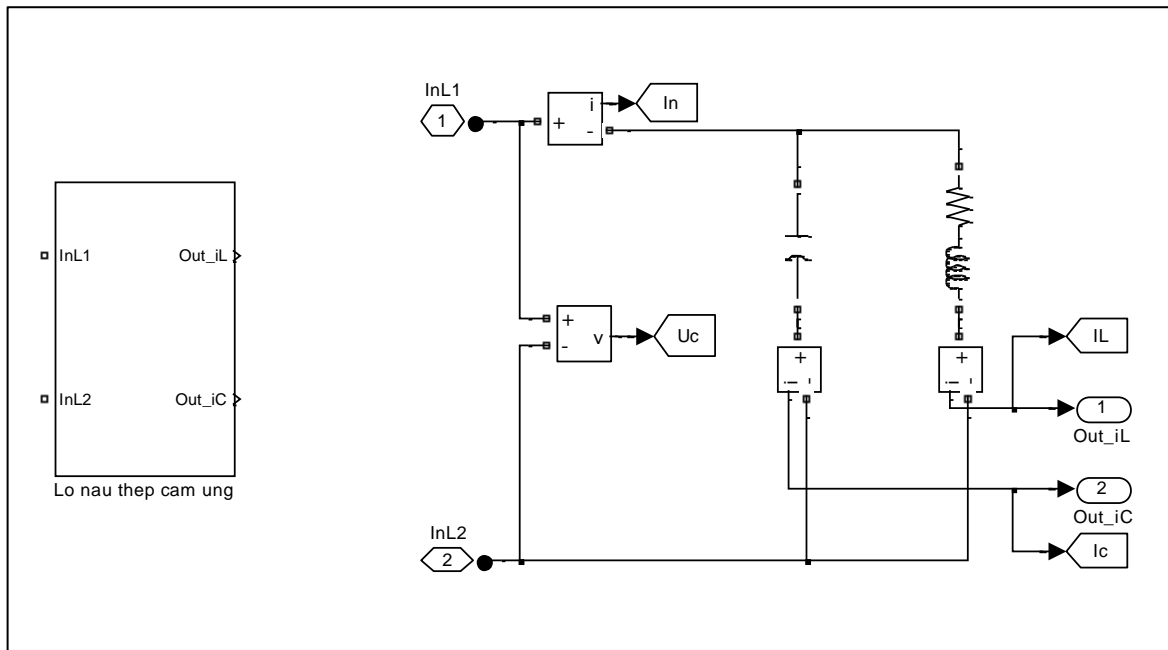 InL1
1
i
+
-
In
InL1
Out_iL
InL2
Out_iC
Lo nau thep cam ung
+
-
v
Uc
+
i
-
+
i
-
IL
1
Out_iL
2
Out_iC
Ic
InL2
2